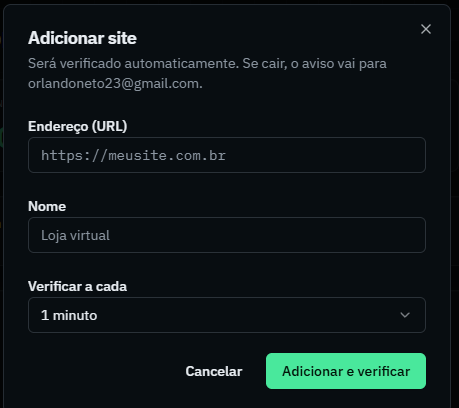 Adicionar site
Será verificado automaticamente. Se cair, o aviso vai para
orlandoneto23@gmail.com.
Endereço (URL)
https://meusite.com.br
Nome
Loja virtual
Verificar a cada
1 minuto
Cancelar
Adicionar e verificar